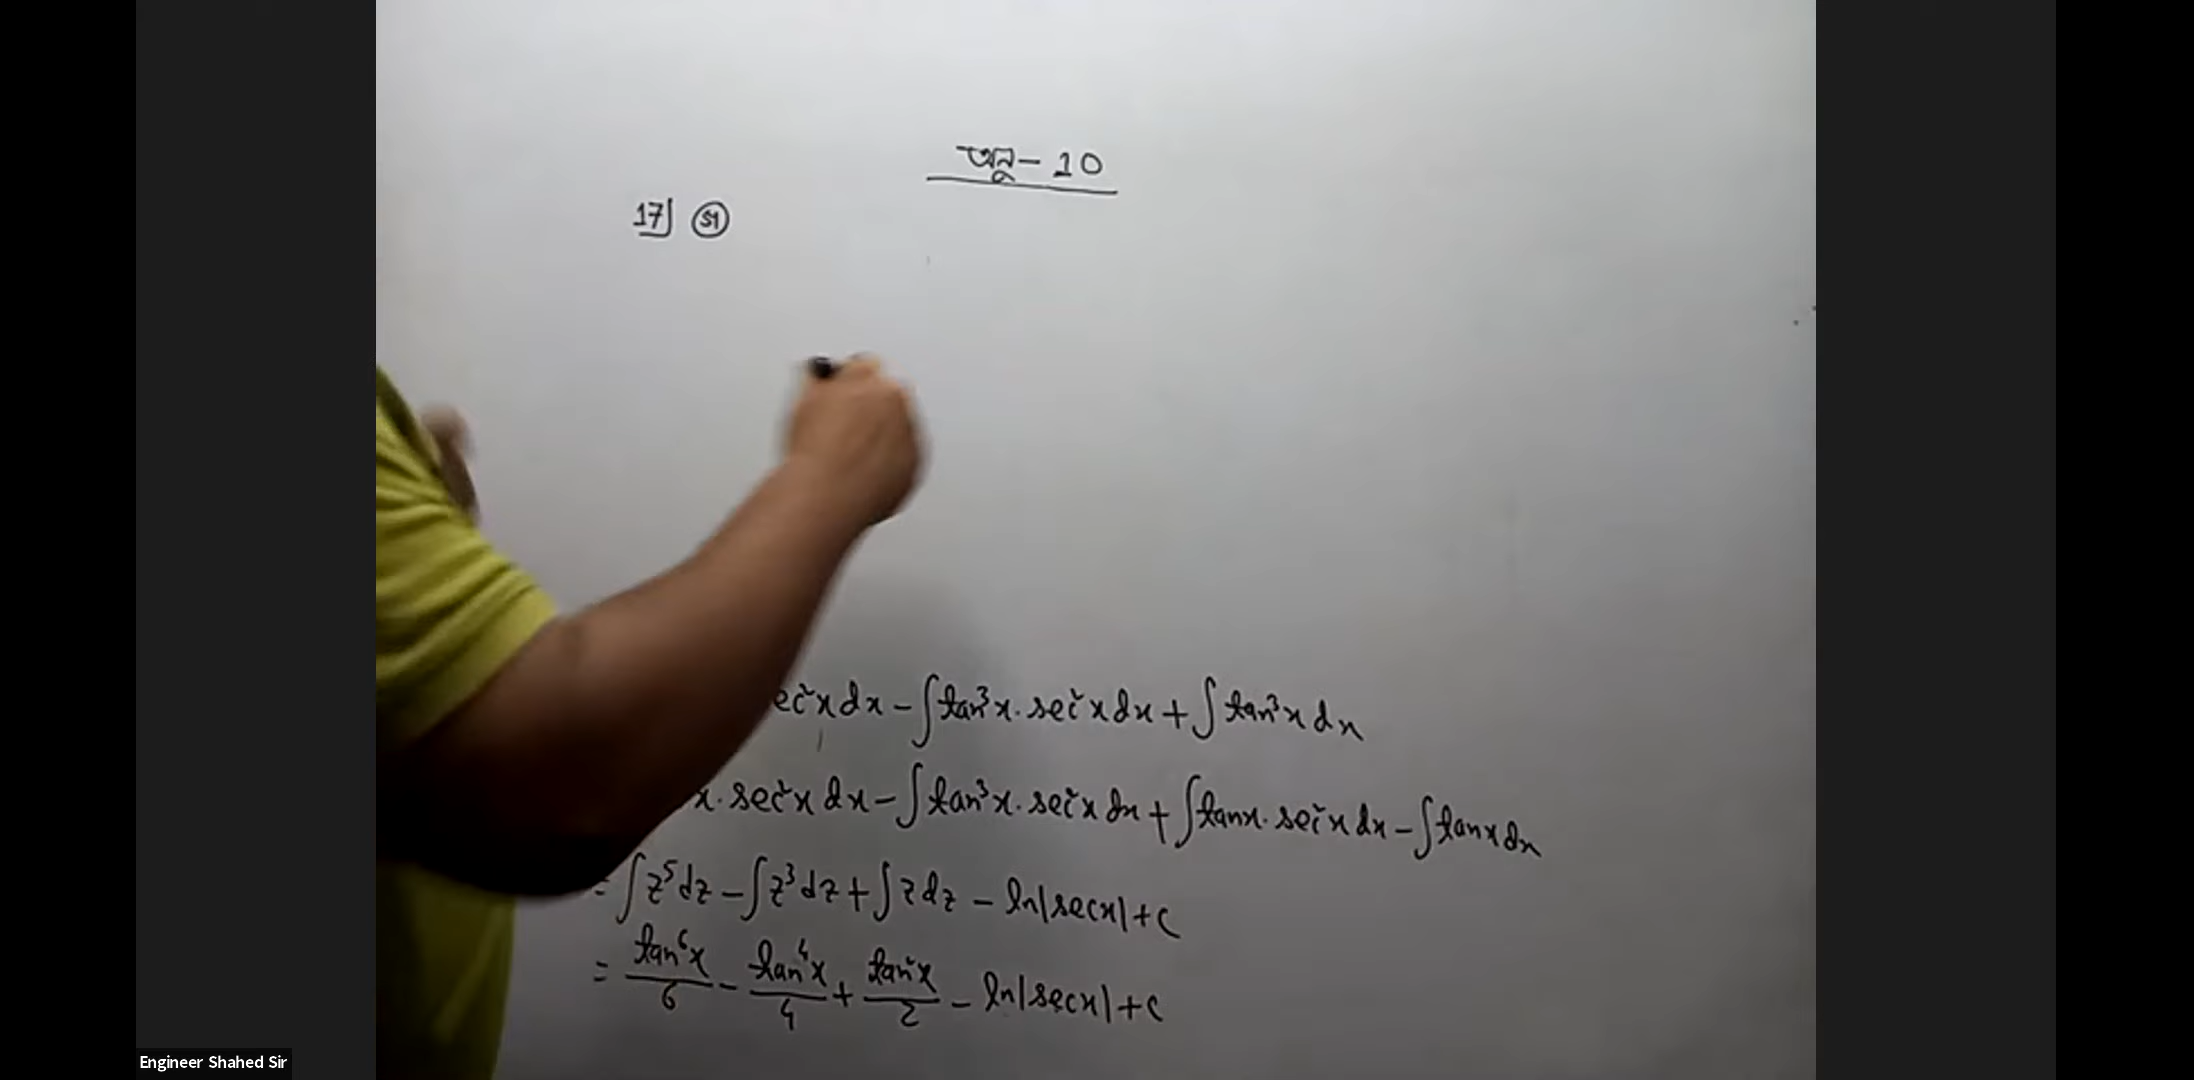 অনু - 10
17] গ
ec²x dx - ∫tan³x. sec²x dx + ∫tan³x dx
x. sec²x dx - ∫tan³x. sec²x dx + ∫tanx. sec²x dx - ∫tanx dx
= ∫z⁵dz - ∫z³dz + ∫z dz - ln|secx| + c
= tan⁶x/6 - tan⁴x/4 + tan²x/2 - ln|secx| + c
Engineer Shahed Sir